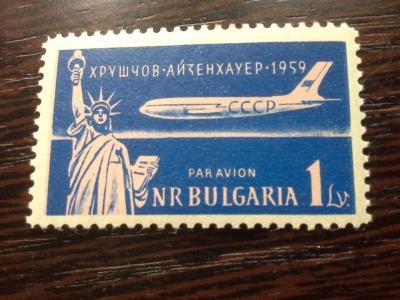 ХРУШЧОВ·АЙЗЕНХАУЕР·1959
СССР
PAR AVION
NR BULGARIA 1 Lv.